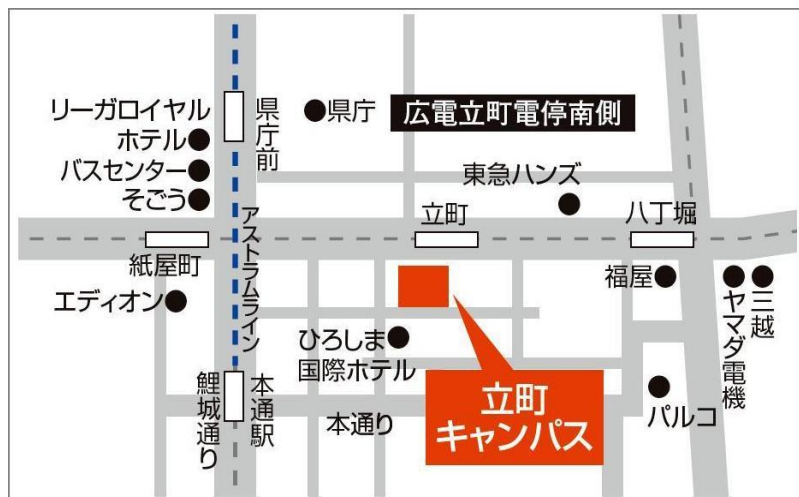 リーガロイヤル
ホテル
バスセンター
そごう
県庁前
県庁
広電立町電停南側
東急ハンズ
紙屋町
アストラムライン
立町
八丁堀
エディオン
福屋
ヤマダ電機
三越
ひろしま
国際ホテル
立町
キャンパス
パルコ
鯉城通り
本通駅
本通り